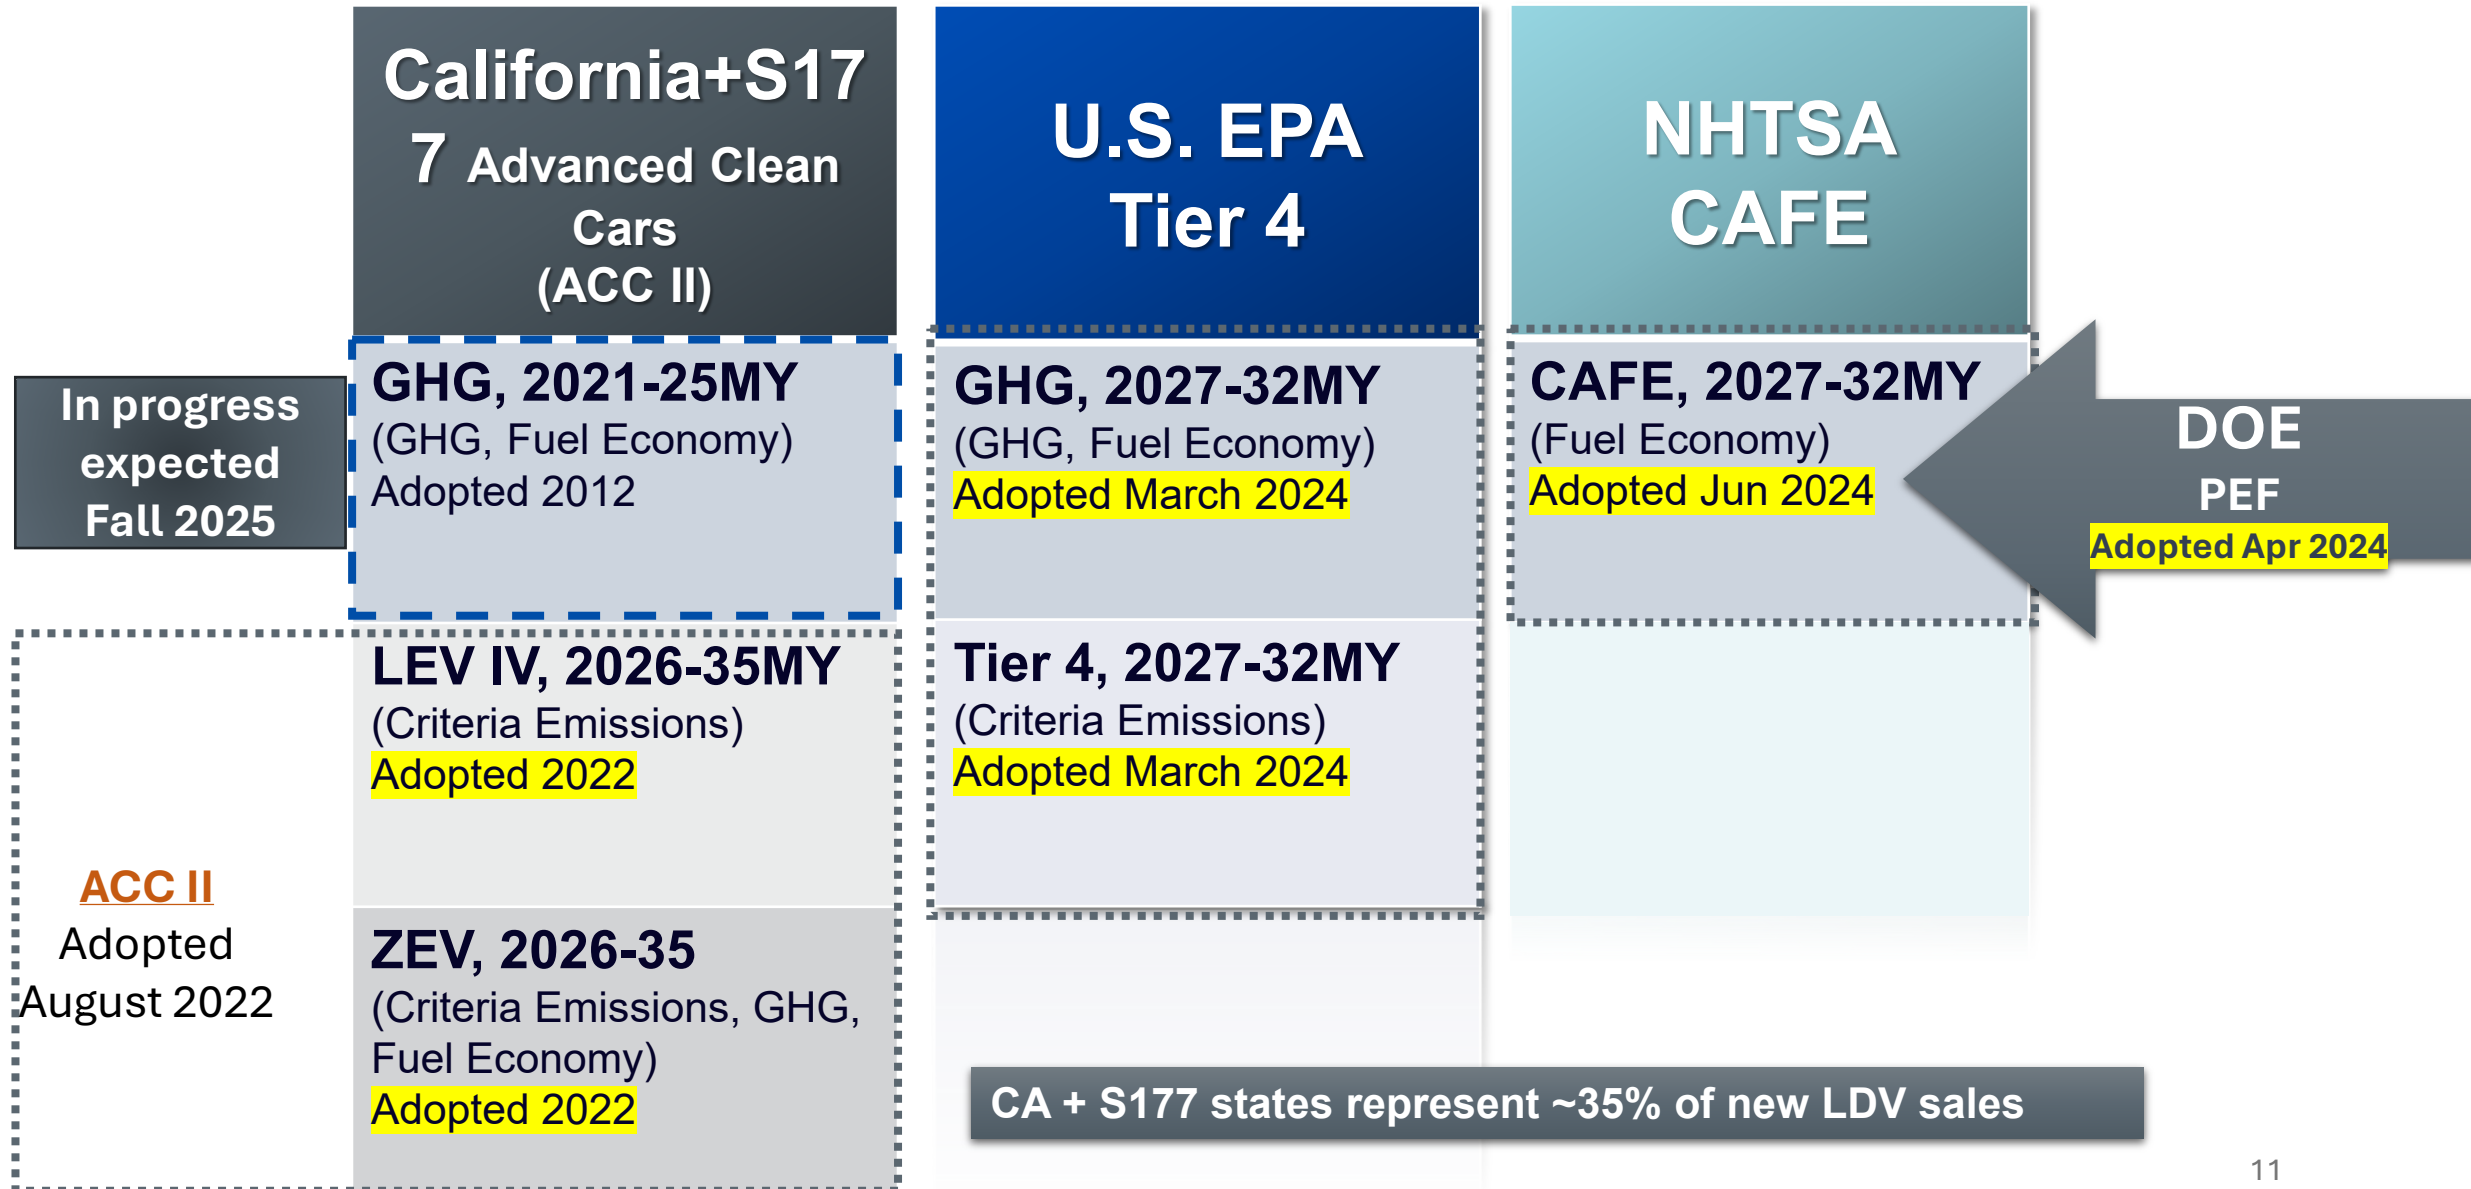 California+S17
7 Advanced Clean
Cars
(ACC II)
U.S. EPA
Tier 4
NHTSA
CAFE
In progress
expected
Fall 2025
GHG, 2021-25MY
(GHG, Fuel Economy)
Adopted 2012
GHG, 2027-32MY
(GHG, Fuel Economy)
Adopted March 2024
CAFE, 2027-32MY
(Fuel Economy)
Adopted Jun 2024
DOE
PEF
Adopted Apr 2024
LEV IV, 2026-35MY
(Criteria Emissions)
Adopted 2022
Tier 4, 2027-32MY
(Criteria Emissions)
Adopted March 2024
ACC II
Adopted
August 2022
ZEV, 2026-35
(Criteria Emissions, GHG,
Fuel Economy)
Adopted 2022
CA + S177 states represent ~35% of new LDV sales
11